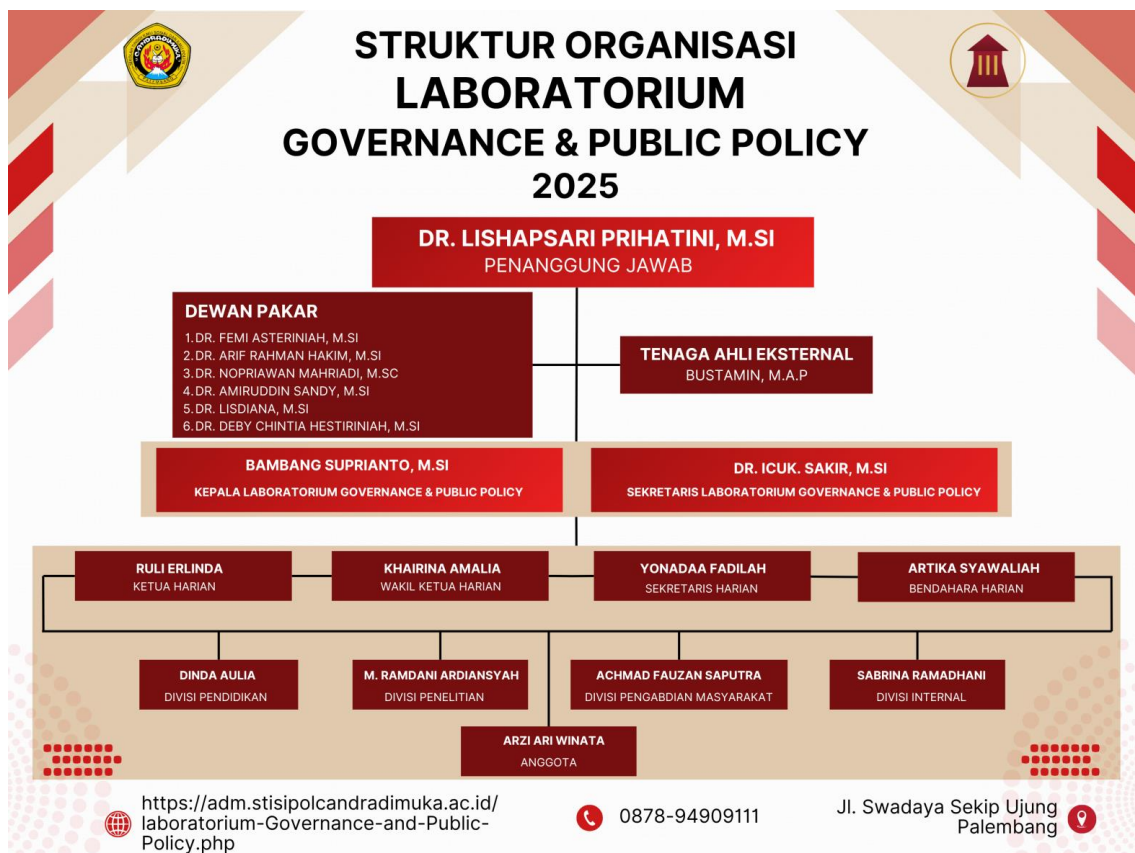 CANDRADIMUKA
STRUKTUR ORGANISASI
LABORATORIUM
GOVERNANCE & PUBLIC POLICY
2025
DR. LISHAPSARI PRIHATINI, M.SI
PENANGGUNG JAWAB
DEWAN PAKAR
1.DR. FEMI ASTERINIAH, M.SI
2.DR. ARIF RAHMAN HAKIM, M.SI
3.DR. NOPRIAWAN MAHRIADI, M.SC
4.DR. AMIRUDDIN SANDY, M.SI
5.DR. LISDIANA, M.SI
6.DR. DEBY CHINTIA HESTIRINIAH, M.SI
TENAGA AHLI EKSTERNAL
BUSTAMIN, M.A.P
BAMBANG SUPRIANTO, M.SI
KEPALA LABORATORIUM GOVERNANCE & PUBLIC POLICY
DR. ICUK. SAKIR, M.SI
SEKRETARIS LABORATORIUM GOVERNANCE & PUBLIC POLICY
RULI ERLINDA
KETUA HARIAN
KHAIRINA AMALIA
WAKIL KETUA HARIAN
YONADAA FADILAH
SEKRETARIS HARIAN
ARTIKA SYAWALIAH
BENDAHARA HARIAN
DINDA AULIA
DIVISI PENDIDIKAN
M. RAMDANI ARDIANSYAH
DIVISI PENELITIAN
ACHMAD FAUZAN SAPUTRA
DIVISI PENGABDIAN MASYARAKAT
SABRINA RAMADHANI
DIVISI INTERNAL
ARZI ARI WINATA
ANGGOTA
https://adm.stisipolcandradimuka.ac.id/
laboratorium-Governance-and-Public-
Policy.php
0878-94909111
Jl. Swadaya Sekip Ujung
Palembang